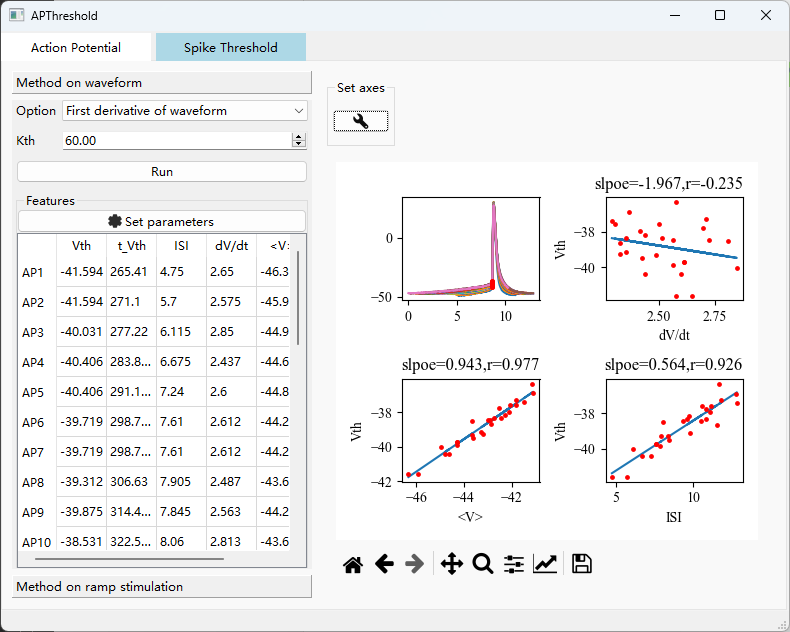 APThreshold
Action Potential Spike Threshold
Method on waveform
Option First derivative of waveform
Kth 60.00
Run
Features
Set parameters
Vth t_Vth ISI dV/dt <V>
AP1 -41.594 265.41 4.75 2.65 -46.3
AP2 -41.594 271.1 5.7 2.575 -45.9
AP3 -40.031 277.22 6.115 2.85 -44.9
AP4 -40.406 283.8... 6.675 2.437 -44.6
AP5 -40.406 291.1... 7.24 2.6 -44.8
AP6 -39.719 298.7... 7.61 2.612 -44.2
AP7 -39.719 298.7... 7.61 2.612 -44.2
AP8 -39.312 306.63 7.905 2.487 -43.6
AP9 -39.875 314.4... 7.845 2.563 -44.2
AP10 -38.531 322.5... 8.06 2.813 -43.6
Method on ramp stimulation
Set axes
0
−50
0 5 10
slpoe=-1.967,r=-0.235
Vth
−38
−40
2.50 2.75
dV/dt
slpoe=0.943,r=0.977
Vth
−38
−40
−42
−46 −44 −42
<V>
slpoe=0.564,r=0.926
Vth
−38
−40
5 10
ISI